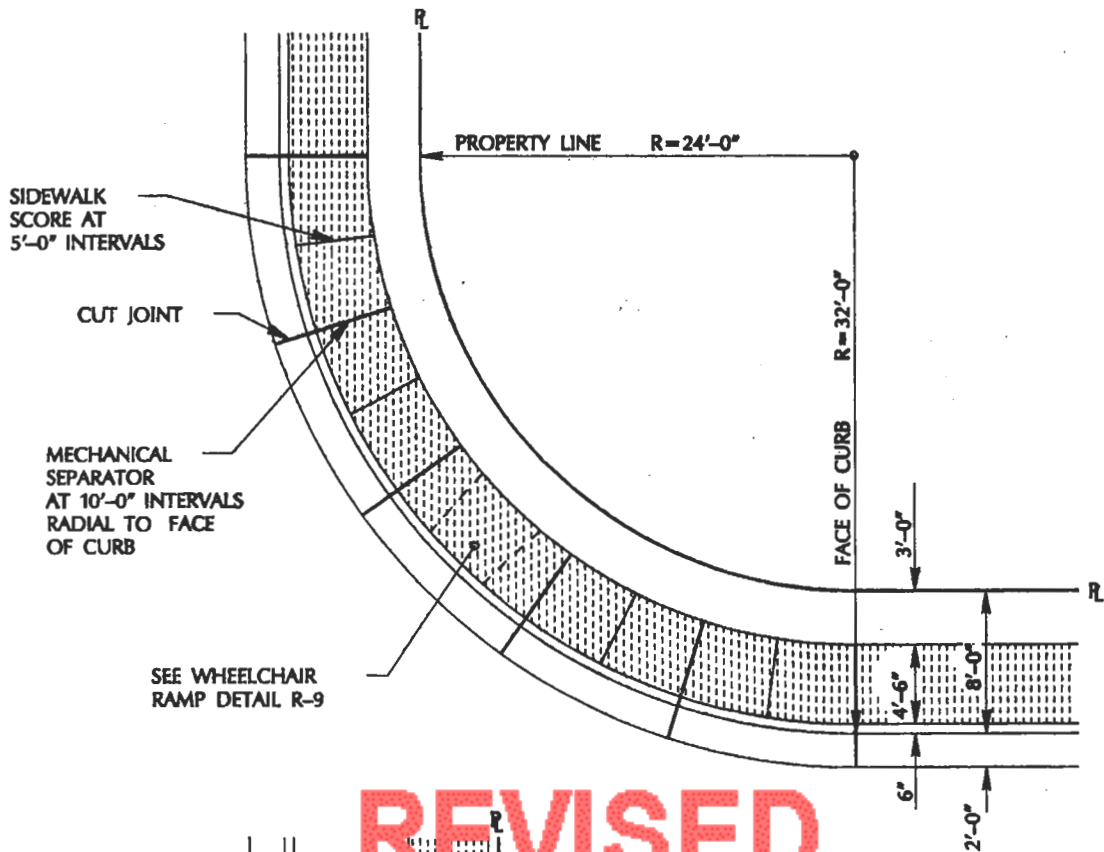 PL
PROPERTY LINE R=24'-0"
SIDEWALK
SCORE AT
5'-0" INTERVALS
CUT JOINT
FACE OF CURB R=32'-0"
MECHANICAL
SEPARATOR
AT 10'-0" INTERVALS
RADIAL TO FACE
OF CURB
3'-0"
PL
SEE WHEELCHAIR
RAMP DETAIL R-9
4'-6"
8'-0"
6"
2'-0"
REVISED
PL